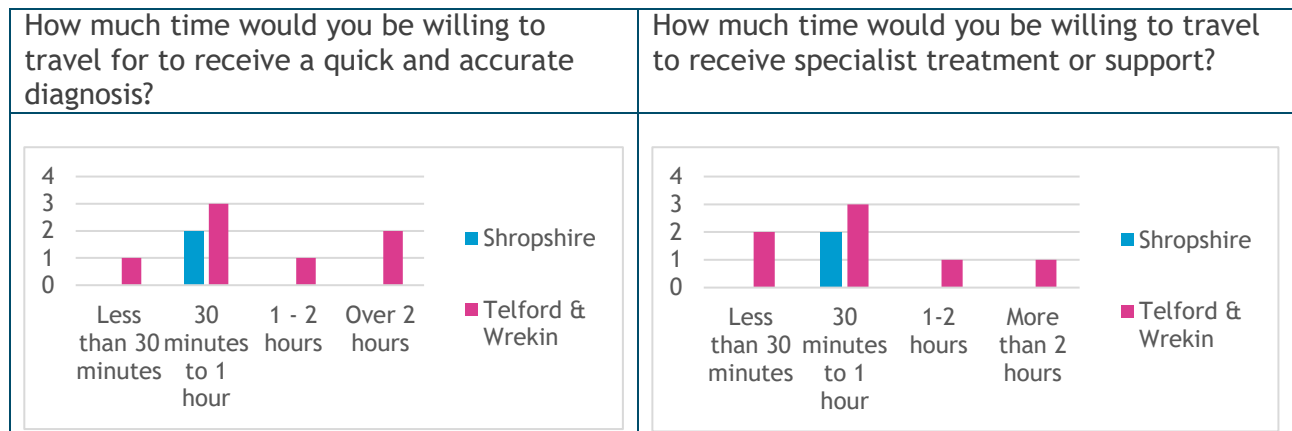 How much time would you be willing to
travel for to receive a quick and accurate
diagnosis?
How much time would you be willing to travel
to receive specialist treatment or support?
4
3
2
1
0
Less
than 30
minutes
30
minutes
to 1
hour
1 - 2
hours
Over 2
hours
Shropshire
Telford &
Wrekin
4
3
2
1
0
Less
than 30
minutes
30
minutes
to 1
hour
1-2
hours
More
than 2
hours
Shropshire
Telford &
Wrekin